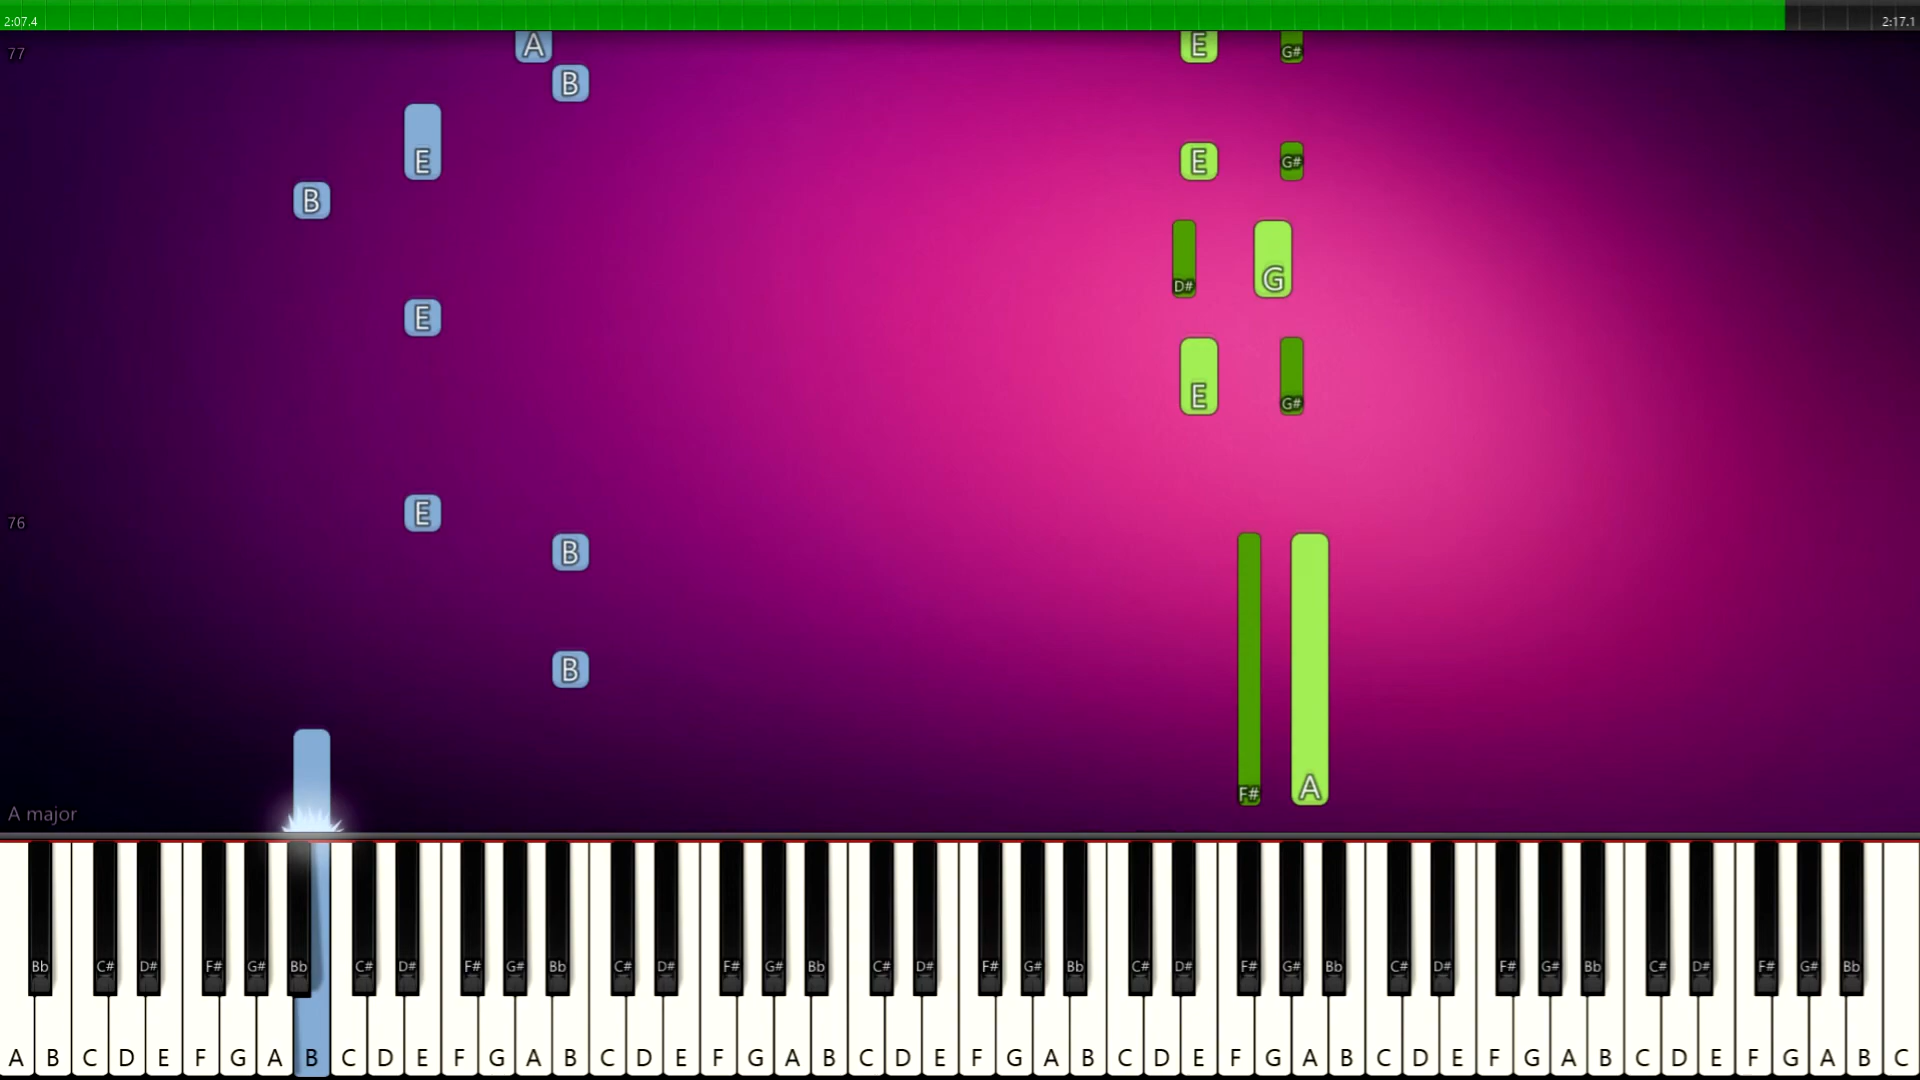 2:07.4 2:17.1
77 A E G#
B
E E G#
B
D# G
E
E G#
E
76
B
B
F# A
A major
Bb C# D# F# G# Bb C# D# F# G# Bb C# D# F# G# Bb C# D# F# G# Bb C# D# F# G# Bb C# D# F# G# Bb C# D# F# G# Bb
A B C D E F G A B C D E F G A B C D E F G A B C D E F G A B C D E F G A B C D E F G A B C D E F G A B C